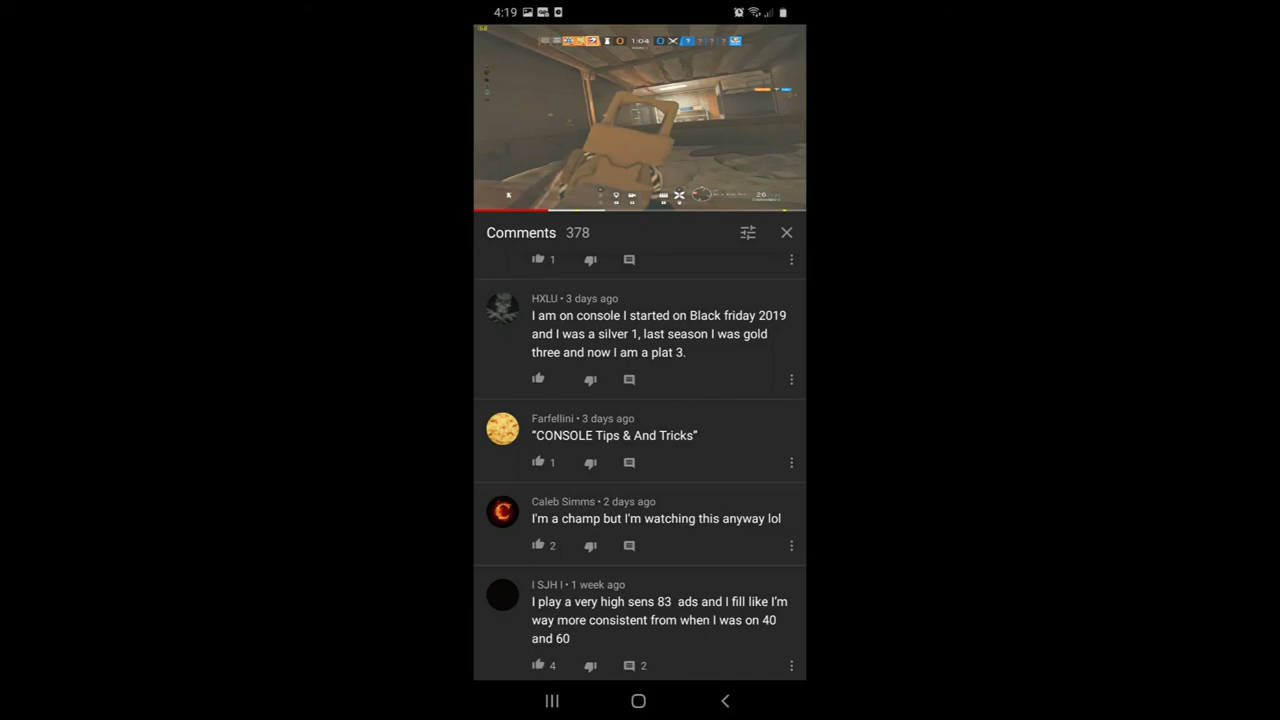 4:19
1:04
26
Comments 378
1
HXLU • 3 days ago
I am on console I started on Black friday 2019
and I was a silver 1, last season I was gold
three and now I am a plat 3.
Farfellini • 3 days ago
“CONSOLE Tips & And Tricks”
1
Caleb Simms • 2 days ago
I'm a champ but I'm watching this anyway lol
2
I SJH I • 1 week ago
I play a very high sens 83 ads and I fill like I’m
way more consistent from when I was on 40
and 60
4 2